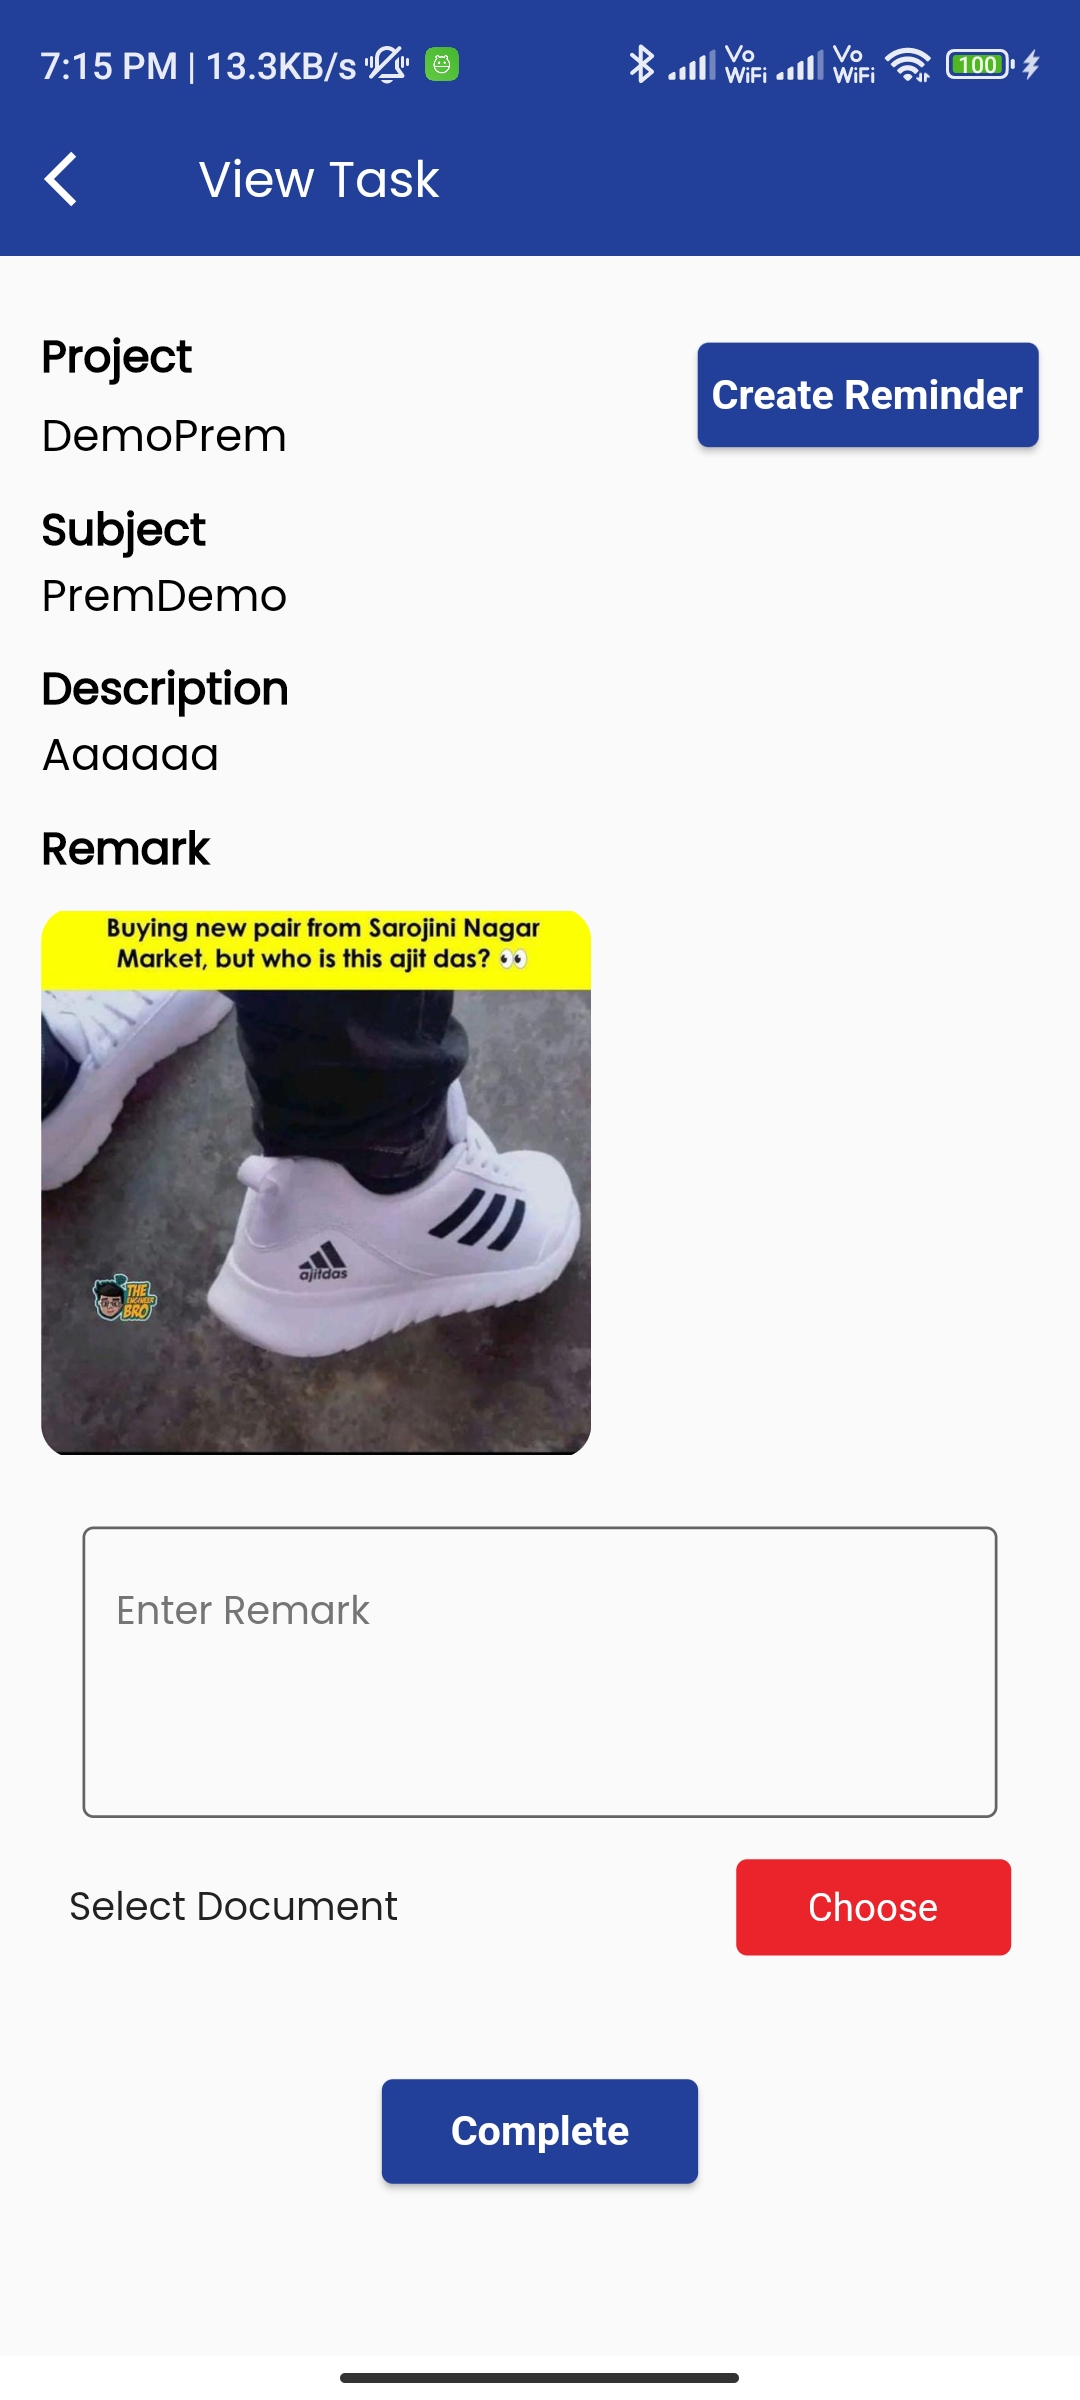 7:15 PM | 13.3KB/s
Vo WiFi Vo WiFi 100
View Task
Project
Create Reminder
DemoPrem
Subject
PremDemo
Description
Aaaaaa
Remark
Buying new pair from Sarojini Nagar
Market, but who is this ajit das? 👀
ajitdas
THE
ENGINEER
BRO
Enter Remark
Select Document
Choose
Complete